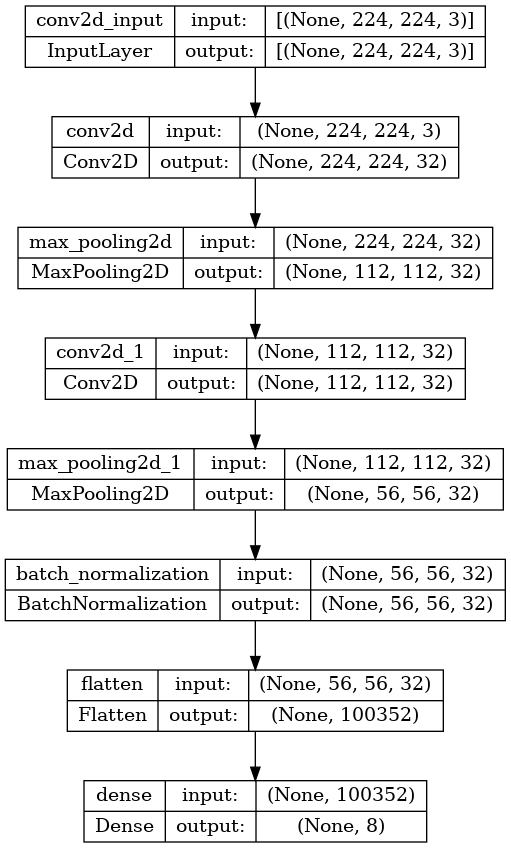 conv2d_input input: [(None, 224, 224, 3)]
InputLayer output: [(None, 224, 224, 3)]
conv2d input: (None, 224, 224, 3)
Conv2D output: (None, 224, 224, 32)
max_pooling2d input: (None, 224, 224, 32)
MaxPooling2D output: (None, 112, 112, 32)
conv2d_1 input: (None, 112, 112, 32)
Conv2D output: (None, 112, 112, 32)
max_pooling2d_1 input: (None, 112, 112, 32)
MaxPooling2D output: (None, 56, 56, 32)
batch_normalization input: (None, 56, 56, 32)
BatchNormalization output: (None, 56, 56, 32)
flatten input: (None, 56, 56, 32)
Flatten output: (None, 100352)
dense input: (None, 100352)
Dense output: (None, 8)